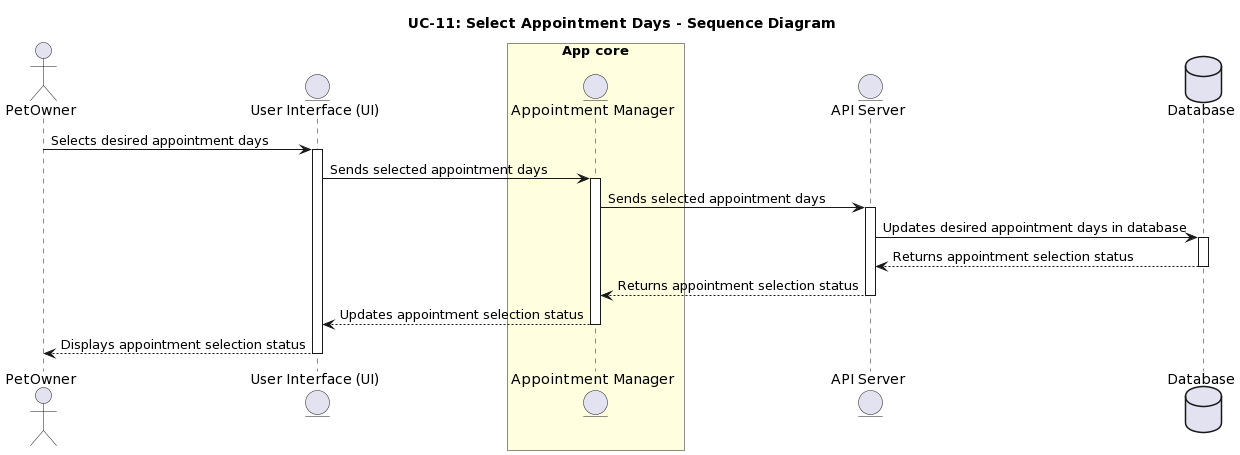 UC-11: Select Appointment Days - Sequence Diagram
App core
PetOwner
User Interface (UI)
Appointment Manager
API Server
Database
Selects desired appointment days
Sends selected appointment days
Sends selected appointment days
Updates desired appointment days in database
Returns appointment selection status
Returns appointment selection status
Updates appointment selection status
Displays appointment selection status
PetOwner
User Interface (UI)
Appointment Manager
API Server
Database